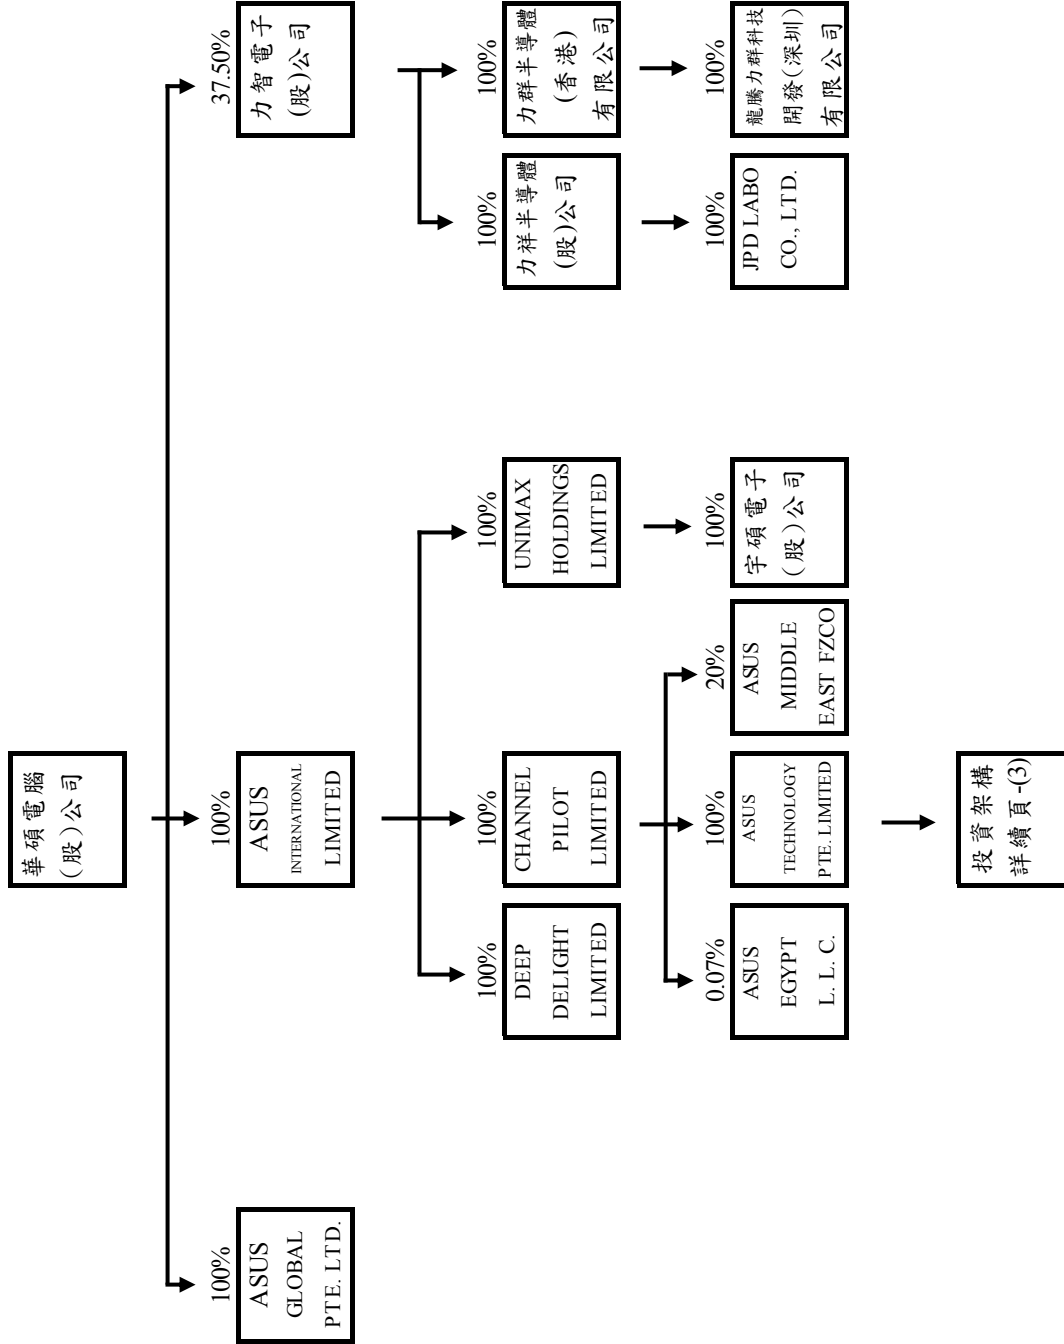 華碩電腦
(股)公司
100%
ASUS
GLOBAL
PTE. LTD.
100%
ASUS
INTERNATIONAL
LIMITED
37.50%
力智電子
(股)公司
100%
DEEP
DELIGHT
LIMITED
100%
CHANNEL
PILOT
LIMITED
100%
UNIMAX
HOLDINGS
LIMITED
100%
力祥半導體
(股)公司
100%
力群半導體
(香港)
有限公司
0.07%
ASUS
EGYPT
L. L. C.
100%
ASUS
TECHNOLOGY
PTE. LIMITED
20%
ASUS
MIDDLE
EAST FZCO
100%
宇碩電子
(股)公司
100%
JPD LABO
CO., LTD.
100%
龍騰力群科技
開發(深圳)
有限公司
投資架構
詳續頁-(3)